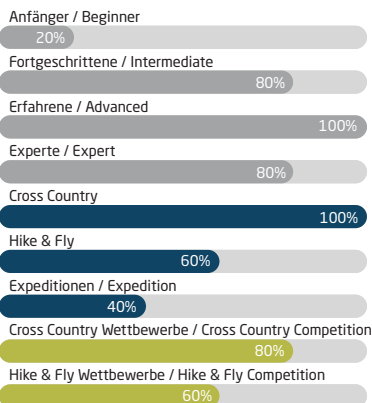 Anfänger / Beginner
20%
Fortgeschrittene / Intermediate
80%
Erfahrene / Advanced
100%
Experte / Expert
80%
Cross Country
100%
Hike & Fly
60%
Expeditionen / Expedition
40%
Cross Country Wettbewerbe / Cross Country Competition
80%
Hike & Fly Wettbewerbe / Hike & Fly Competition
60%